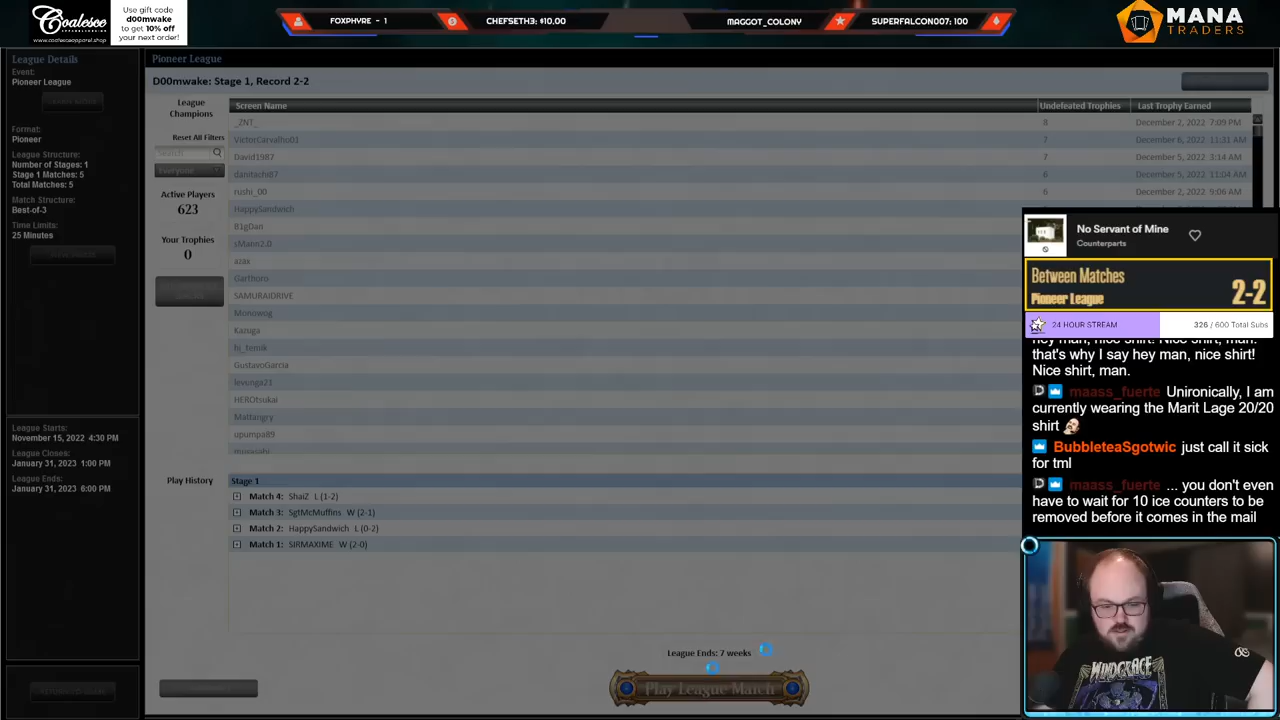 Coalesce
APPARELSHOP
www.coalesceapparel.shop
Use gift code
d00mwake
to get 10% off
your next order!
FOXPHYRE - 1
CHEFSETH3: $10.00
MAGGOT_COLONY
SUPERFALCON007: 100
MANA
TRADERS
League Details
Event:
Pioneer League
Format:
Pioneer
League Structure:
Number of Stages: 1
Stage 1 Matches: 5
Total Matches: 5
Match Structure:
Best-of-3
Time Limits:
25 Minutes
League Starts:
November 15, 2022 4:30 PM
League Closes:
January 31, 2023 1:00 PM
League Ends:
January 31, 2023 6:00 PM
Pioneer League
D00mwake: Stage 1, Record 2-2
League
Champions
Reset All Filters
Search
Everyone
Active Players
623
Your Trophies
0
Screen Name Undefeated Trophies Last Trophy Earned
_ZNT_ 8 December 2, 2022 7:09 PM
VictorCarvalho03 7 December 6, 2022 11:31 AM
David1987 7 December 5, 2022 3:14 AM
danitachi87 6 December 5, 2022 11:04 AM
rushi_00 6 December 2, 2022 9:06 AM
HappySandwich
B1gDan
sMann2.0
azax
Garthoro
SAMURAIDRIVE
Monowog
Kazuga
GustavoGarcia
levunga21
HEROtsukai
Mattangry
upumpa89
musasabi
Play History
Stage 1
Match 4: ShaiZ L (1-2)
Match 3: SgtMcMuffins W (2-1)
Match 2: HappySandwich L (0-2)
Match 1: SIRMAXIME W (2-0)
League Ends: 7 weeks
Play League Match
No Servant of Mine
Counterparts
Between Matches
Pioneer League
2-2
24 HOUR STREAM
326 / 600 Total Subs
hey man, nice shirt! Nice shirt, man.
that's why I say hey man, nice shirt!
Nice shirt, man.
maass_fuerte Unironically, I am
currently wearing the Marit Lage 20/20
shirt
BubbleteaSgotwic just call it sick
for tml
maass_fuerte ... you don't even
have to wait for 10 ice counters to be
removed before it comes in the mail
WINDGRACE